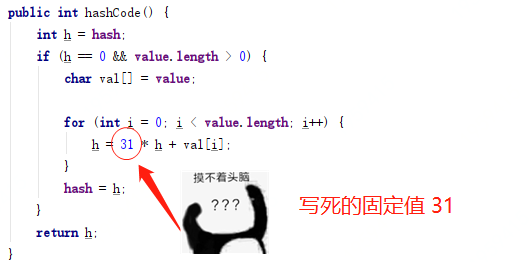 public int hashCode() {
int h = hash;
if (h == 0 && value.length > 0) {
char val[] = value;
for (int i = 0; i < value.length; i++) {
h = 31 * h + val[i];
}
hash = h;
}
return h;
}
摸不着头脑
???
写死的固定值 31